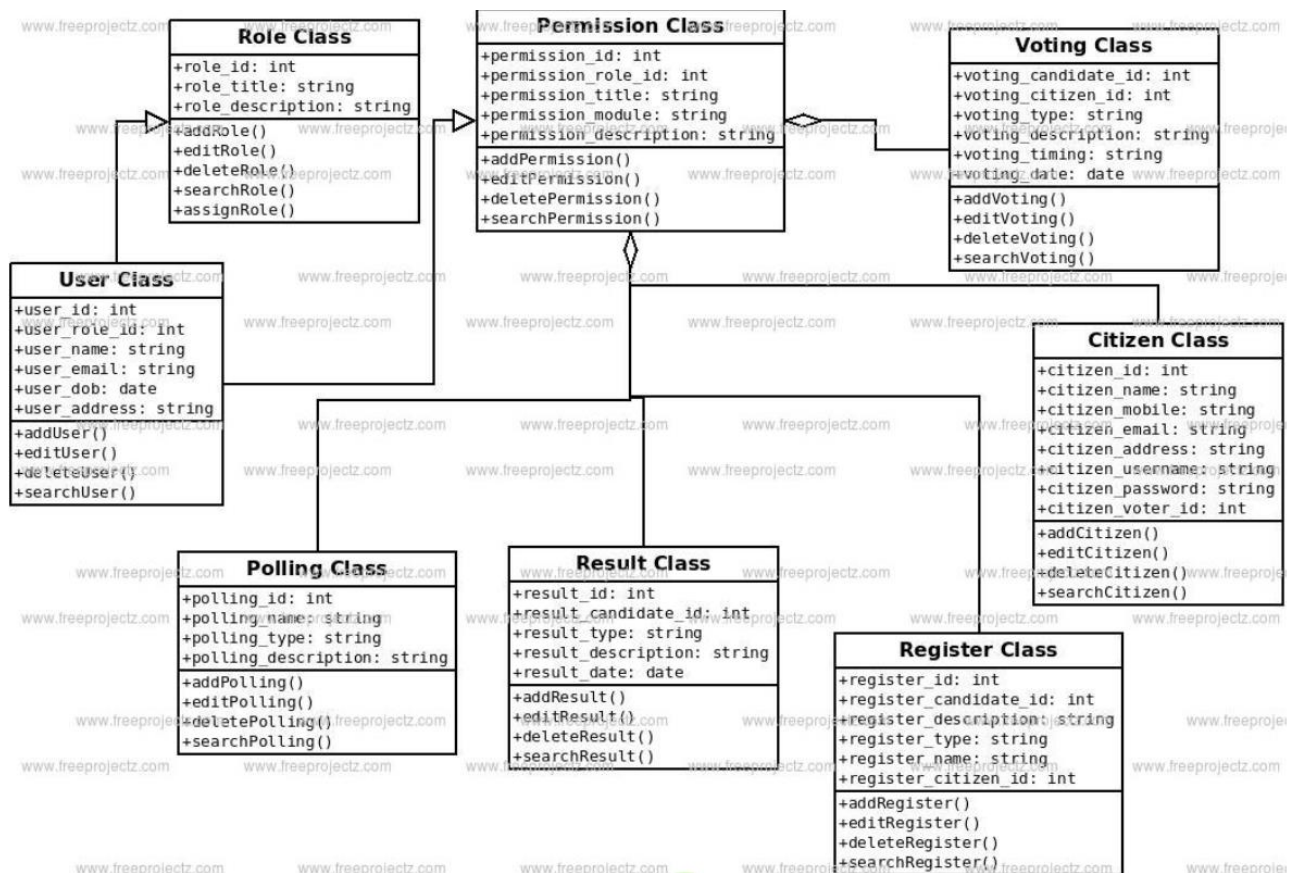 Role Class
+role_id: int
+role_title: string
+role_description: string
+addRole()
+editRole()
+deleteRole()
+searchRole()
+assignRole()
Permission Class
+permission_id: int
+permission_role_id: int
+permission_title: string
+permission_module: string
+permission_description: string
+addPermission()
+editPermission()
+deletePermission()
+searchPermission()
Voting Class
+voting_candidate_id: int
+voting_citizen_id: int
+voting_type: string
+voting_description: string
+voting_timing: string
+voting_date: date
+addVoting()
+editVoting()
+deleteVoting()
+searchVoting()
User Class
+user_id: int
+user_role_id: int
+user_name: string
+user_email: string
+user_dob: date
+user_address: string
+addUser()
+editUser()
+deleteUser()
+searchUser()
Citizen Class
+citizen_id: int
+citizen_name: string
+citizen_mobile: string
+citizen_email: string
+citizen_address: string
+citizen_username: string
+citizen_password: string
+citizen_voter_id: int
+addCitizen()
+editCitizen()
+deleteCitizen()
+searchCitizen()
Polling Class
+polling_id: int
+polling_name: string
+polling_type: string
+polling_description: string
+addPolling()
+editPolling()
+deletePolling()
+searchPolling()
Result Class
+result_id: int
+result_candidate_id: int
+result_type: string
+result_description: string
+result_date: date
+addResult()
+editResult()
+deleteResult()
+searchResult()
Register Class
+register_id: int
+register_candidate_id: int
+register_description: string
+register_type: string
+register_name: string
+register_citizen_id: int
+addRegister()
+editRegister()
+deleteRegister()
+searchRegister()
www.freeprojectz.com